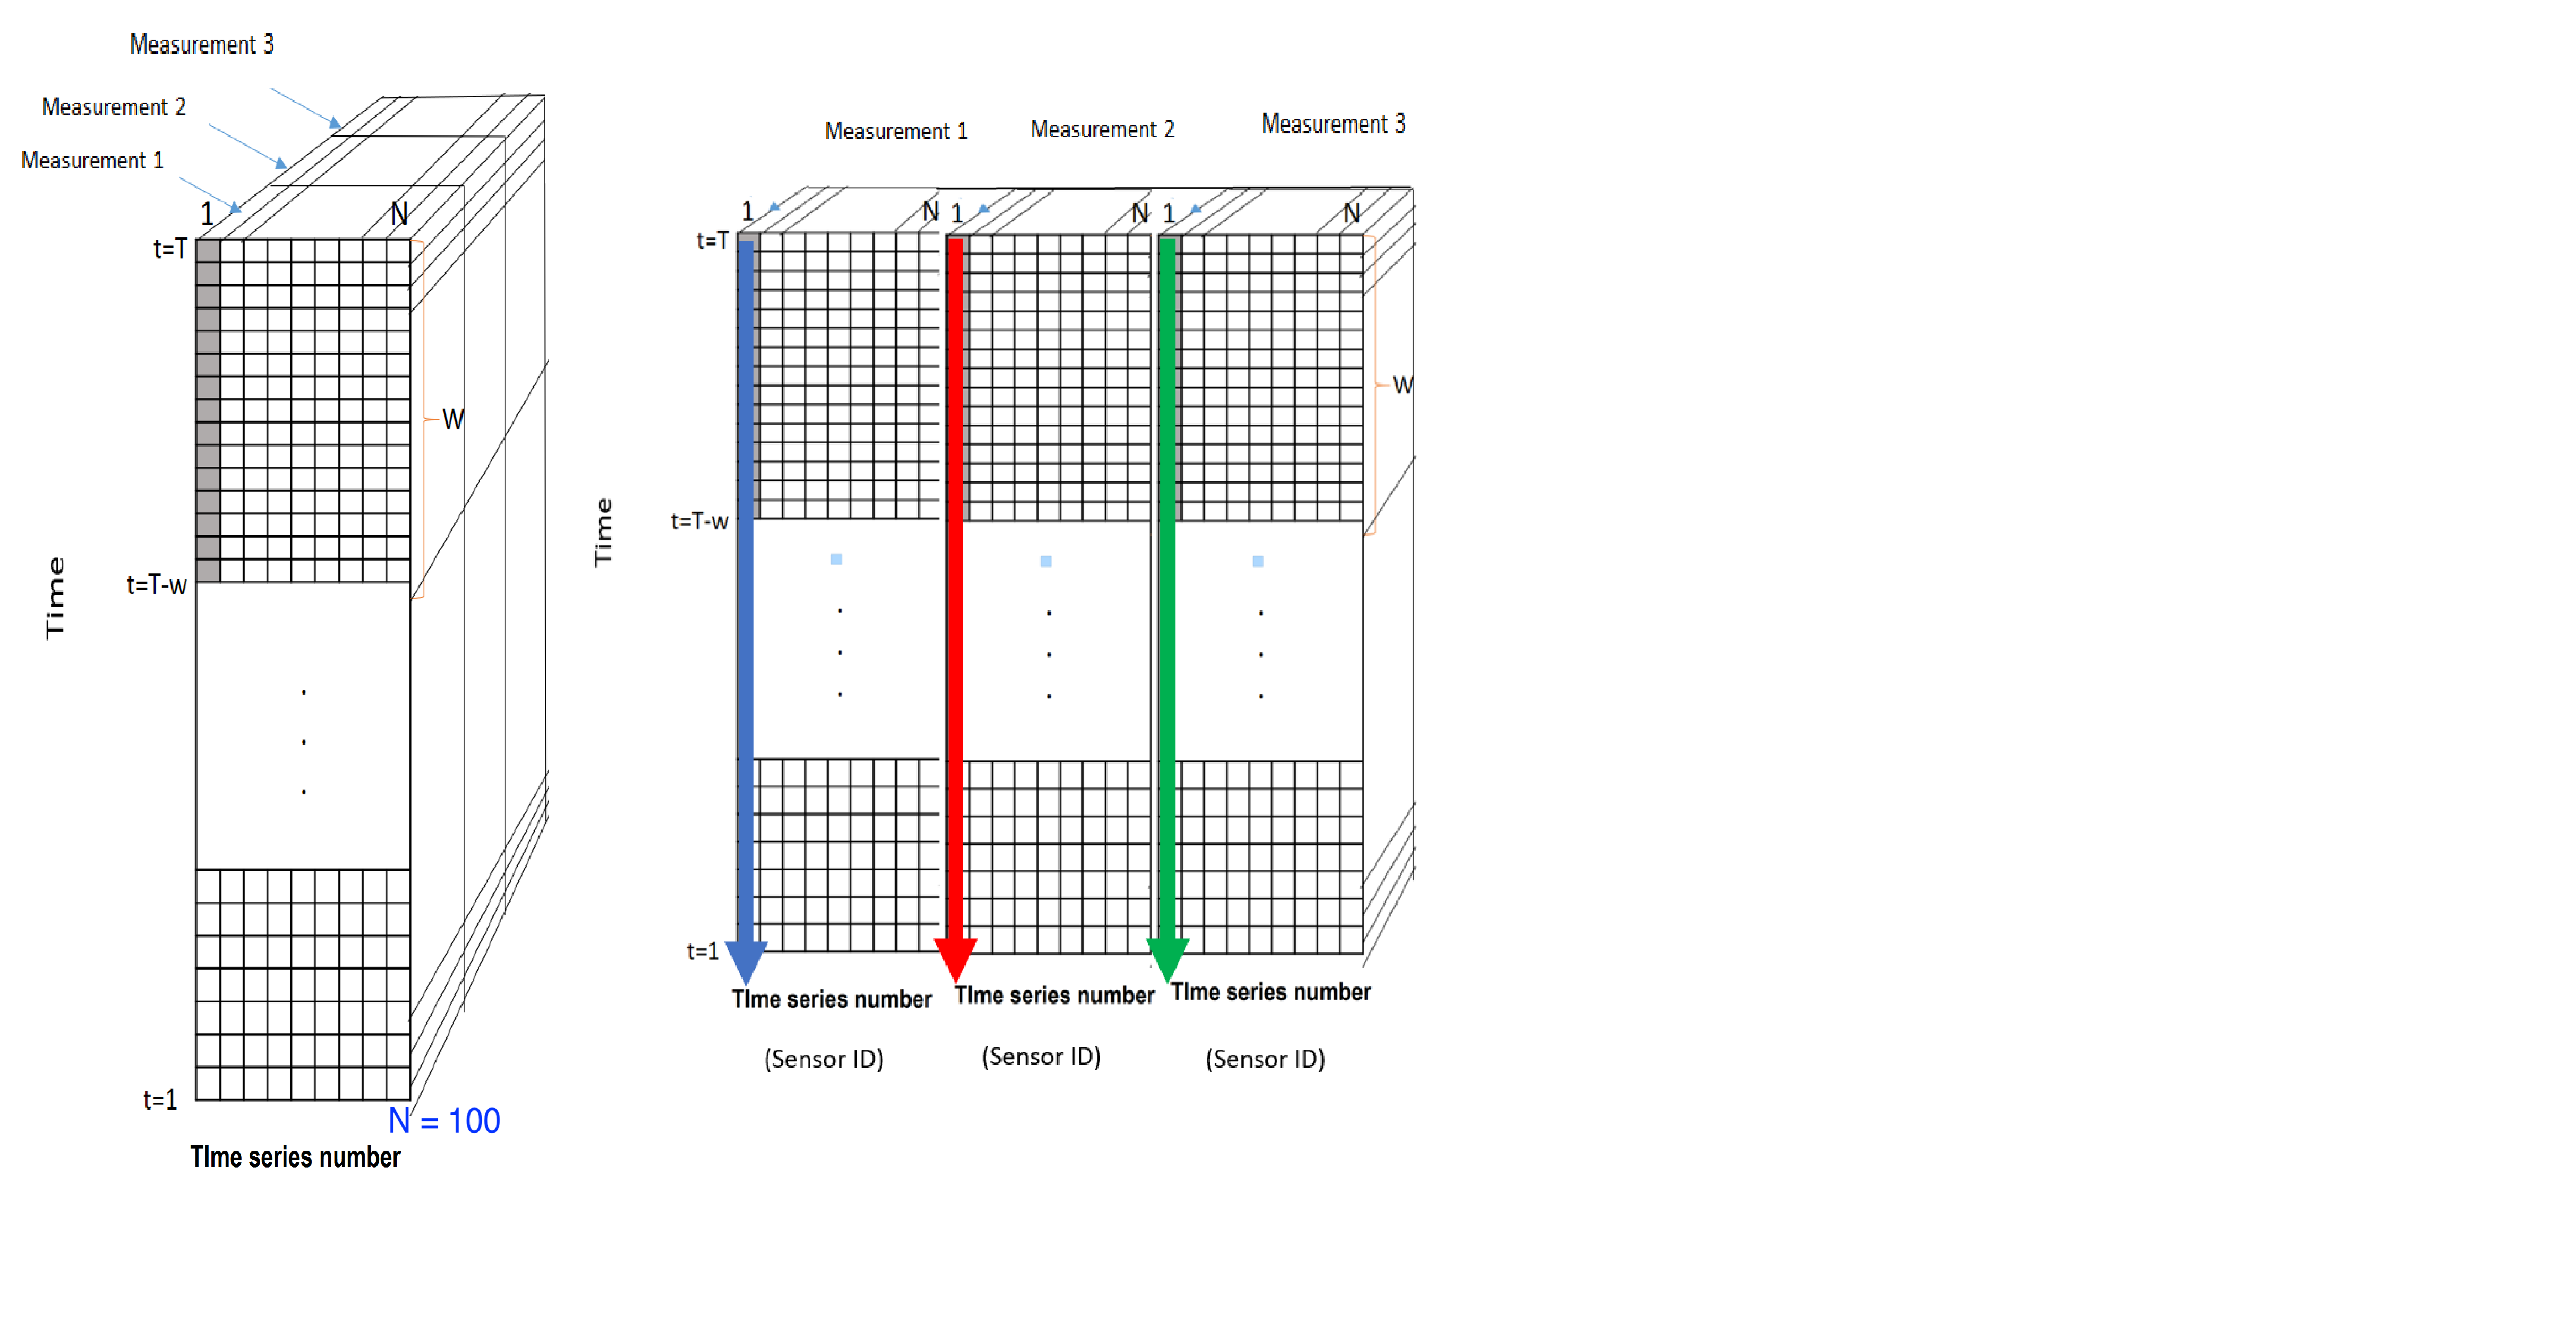 Measurement 3
Measurement 2
Measurement 1
1 N
t=T
W
Time
t=T-w
t=1
N = 100
TIme series number
Measurement 1 Measurement 2 Measurement 3
1 N 1 N 1 N
t=T
W
Time
t=T-w
t=1
TIme series number TIme series number TIme series number
(Sensor ID) (Sensor ID) (Sensor ID)